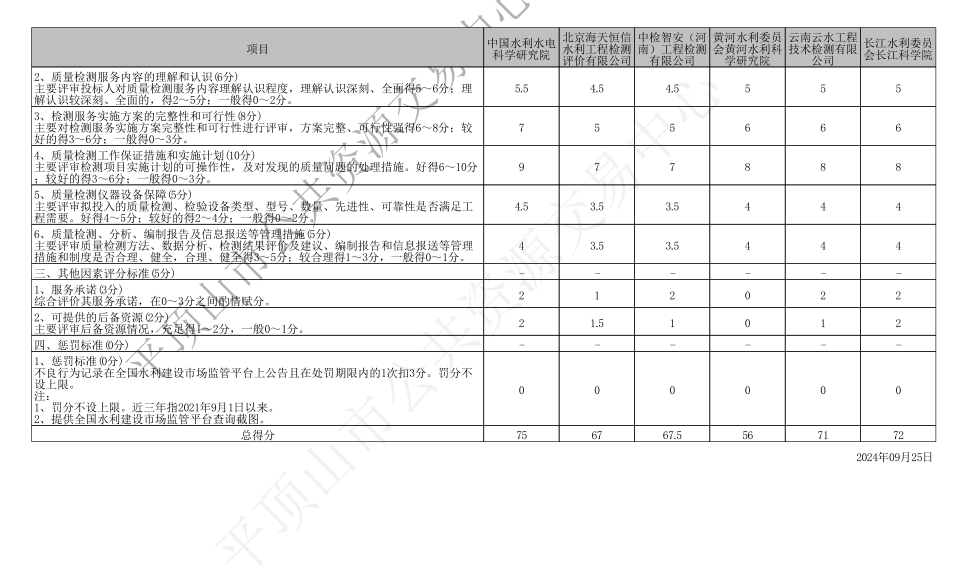 项目 中国水利水电科学研究院 北京海天恒信水利工程检测评价有限公司 中检智安（河南）工程检测有限公司 黄河水利委员会黄河水利科学研究院 云南云水工程技术检测有限公司 长江水利委员会长江科学院
2、质量检测服务内容的理解和认识(6分)
主要评审投标人对质量检测服务内容理解认识程度，理解认识深刻、全面得5～6分；理
解认识较深刻、全面的，得2～5分；一般得0～2分。
5.5 4.5 4.5 5 5 5
3、检测服务实施方案的完整性和可行性(8分)
主要对检测服务实施方案完整性和可行性进行评审，方案完整、可行性强得6～8分；较
好的得3～6分；一般得0～3分。
7 5 5 6 6 6
4、质量检测工作保证措施和实施计划(10分)
主要评审检测项目实施计划的可操作性，及对发现的质量问题的处理措施。好得6～10分
；较好的得3～6分；一般得0～3分。
9 7 7 8 8 8
5、质量检测仪器设备保障(5分)
主要评审拟投入的质量检测、检验设备类型、型号、数量、先进性、可靠性是否满足工
程需要。好得4～5分；较好的得2～4分；一般得0～2分。
4.5 3.5 3.5 4 4 4
6、质量检测、分析、编制报告及信息报送等管理措施(5分)
主要评审质量检测方法、数据分析、检测结果评价及建议、编制报告和信息报送等管理
措施和制度是否合理、健全，合理、健全得3～5分；较合理得1～3分，一般得0～1分。
4 3.5 3.5 4 4 4
三、其他因素评分标准(5分) – – – – – –
1、服务承诺(3分)
综合评价其服务承诺，在0～3分之间酌情赋分。
2 1 2 0 2 2
2、可提供的后备资源(2分)
主要评审后备资源情况，充足得1～2分，一般0～1分。
2 1.5 1 0 1 2
四、惩罚标准(0分) – – – – – –
1、惩罚标准(0分)
不良行为记录在全国水利建设市场监管平台上公告且在处罚期限内的1次扣3分。罚分不
设上限。
注：
1、罚分不设上限。近三年指2021年9月1日以来。
2、提供全国水利建设市场监管平台查询截图。
0 0 0 0 0 0
总得分 75 67 67.5 56 71 72
2024年09月25日
平顶山市公共资源交易中心
平顶山市公共资源交易中心